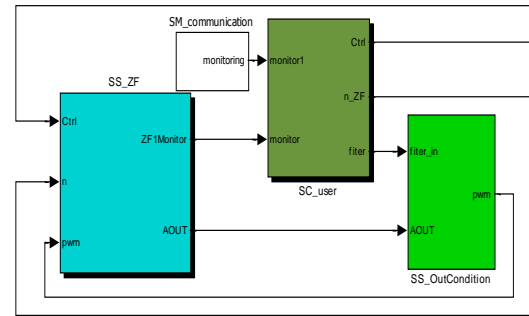 SM_communication
monitoring
monitor1
Ctrl
n_ZF
monitor
fiter
SC_user
SS_ZF
Ctrl
ZF1Monitor
n
AOUT
pwm
fiter_in
pwm
AOUT
SS_OutCondition